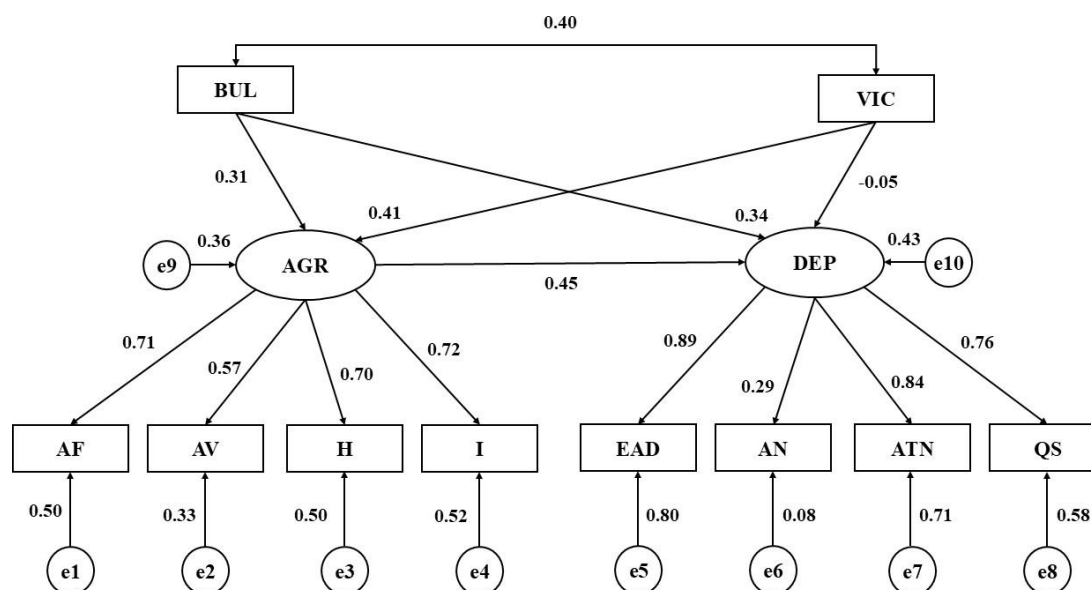 0.40
BUL
VIC
0.31
0.41
0.34
-0.05
e9
0.36
AGR
0.45
DEP
0.43
e10
0.71
0.57
0.70
0.72
0.89
0.29
0.84
0.76
AF
AV
H
I
EAD
AN
ATN
QS
0.50
0.33
0.50
0.52
0.80
0.08
0.71
0.58
e1
e2
e3
e4
e5
e6
e7
e8